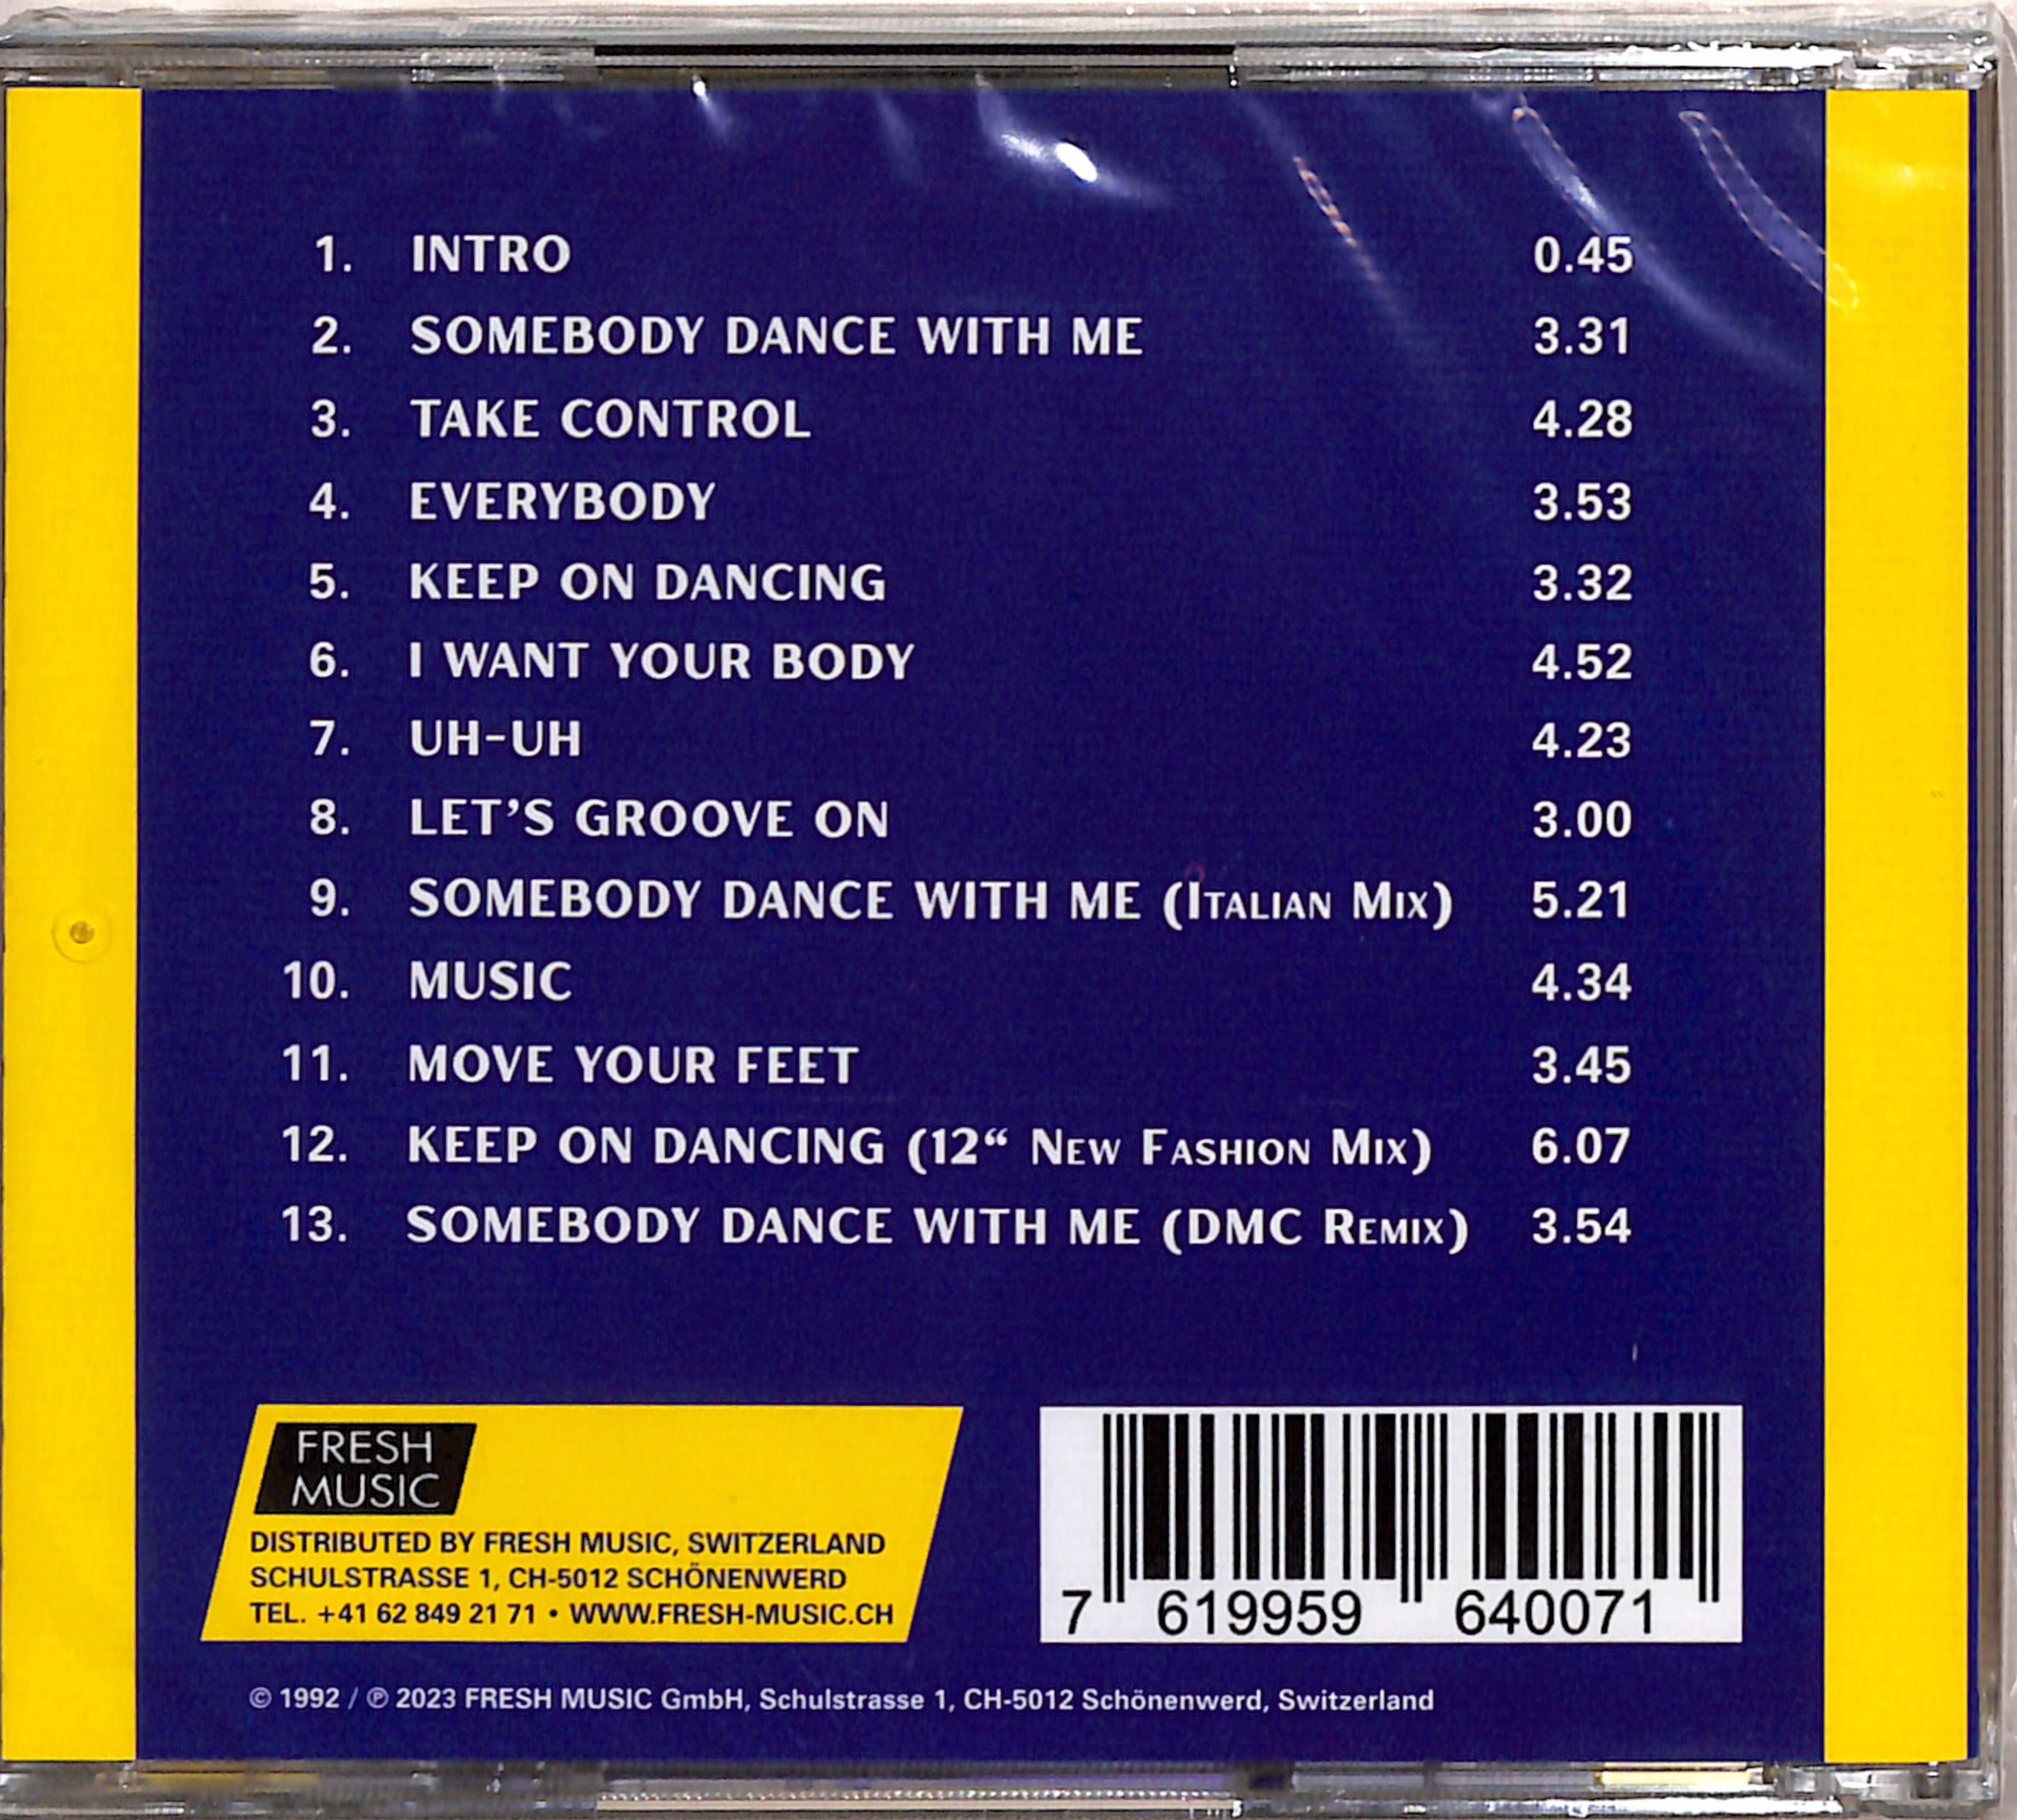 1. INTRO 0.45
2. SOMEBODY DANCE WITH ME 3.31
3. TAKE CONTROL 4.28
4. EVERYBODY 3.53
5. KEEP ON DANCING 3.32
6. I WANT YOUR BODY 4.52
7. UH-UH 4.23
8. LET’S GROOVE ON 3.00
9. SOMEBODY DANCE WITH ME (ITALIAN MIX) 5.21
10. MUSIC 4.34
11. MOVE YOUR FEET 3.45
12. KEEP ON DANCING (12“ NEW FASHION MIX) 6.07
13. SOMEBODY DANCE WITH ME (DMC REMIX) 3.54
FRESH
MUSIC
DISTRIBUTED BY FRESH MUSIC, SWITZERLAND
SCHULSTRASSE 1, CH-5012 SCHÖNENWERD
TEL. +41 62 849 21 71 • WWW.FRESH-MUSIC.CH
7 619959 640071
© 1992 / ℗ 2023 FRESH MUSIC GmbH, Schulstrasse 1, CH-5012 Schönenwerd, Switzerland